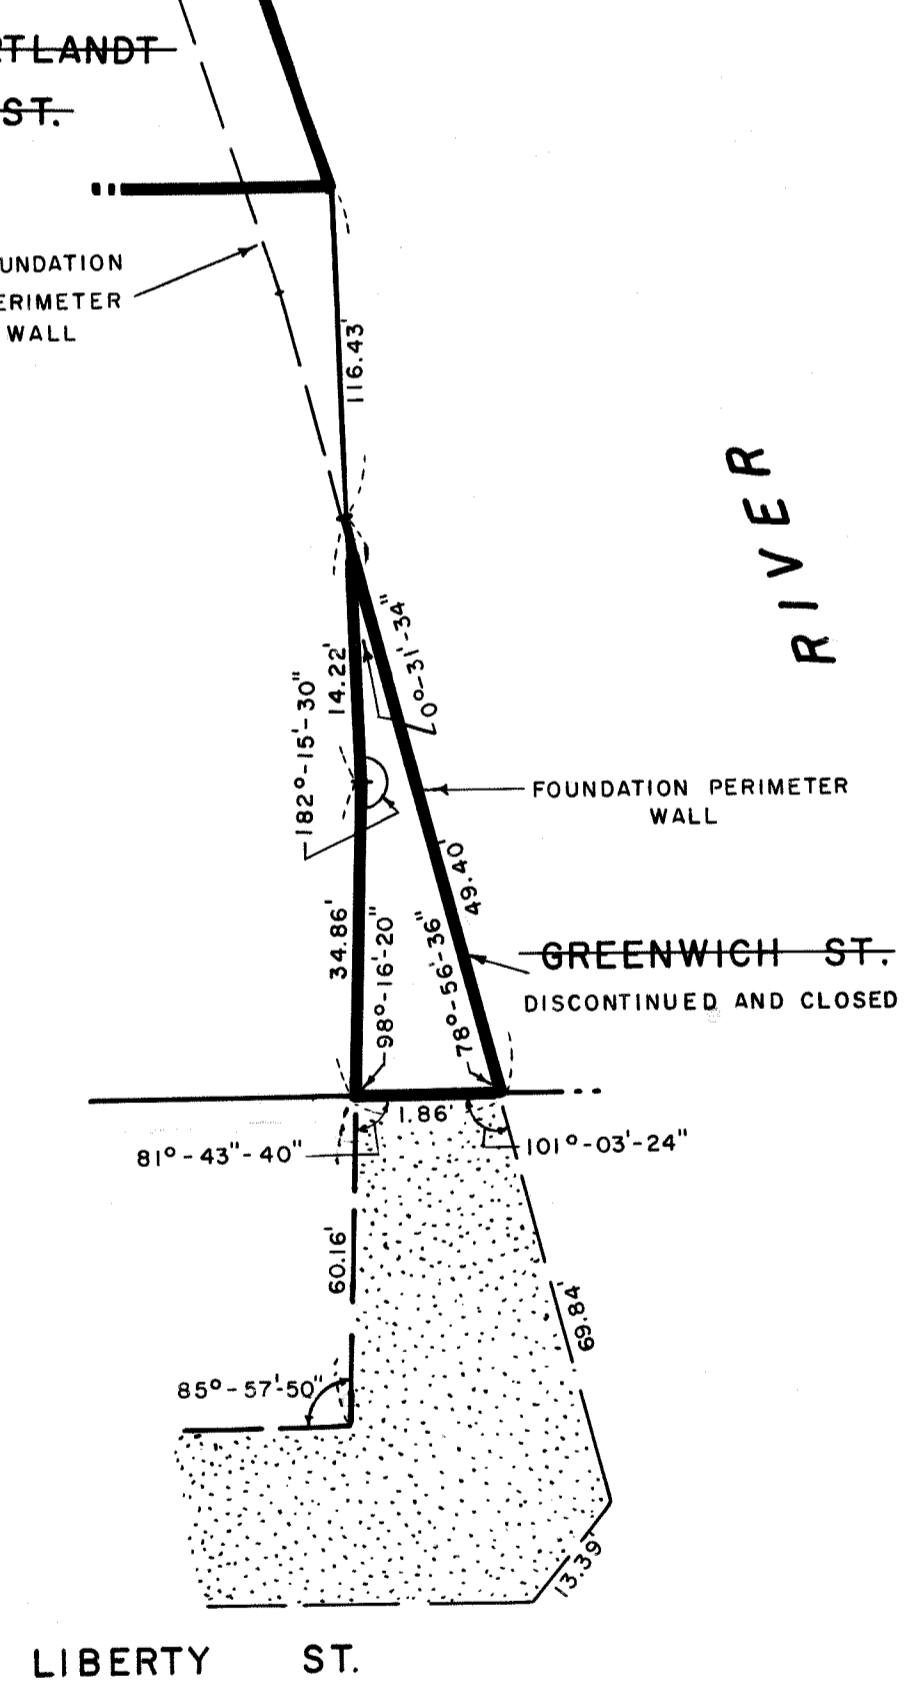 RTLANDT
ST.
UNDATION
ERIMETER
WALL
116.43'
RIVER
14.22'
0°-31'-34"
182°-15'-30"
FOUNDATION PERIMETER
WALL
49.40'
34.86'
98°-16'-20"
78°-56'-36"
GREENWICH ST.
DISCONTINUED AND CLOSED
1.86'
81°-43"-40"
101°-03'-24"
60.16'
69.84'
85°-57'-50"
13.39'
LIBERTY ST.